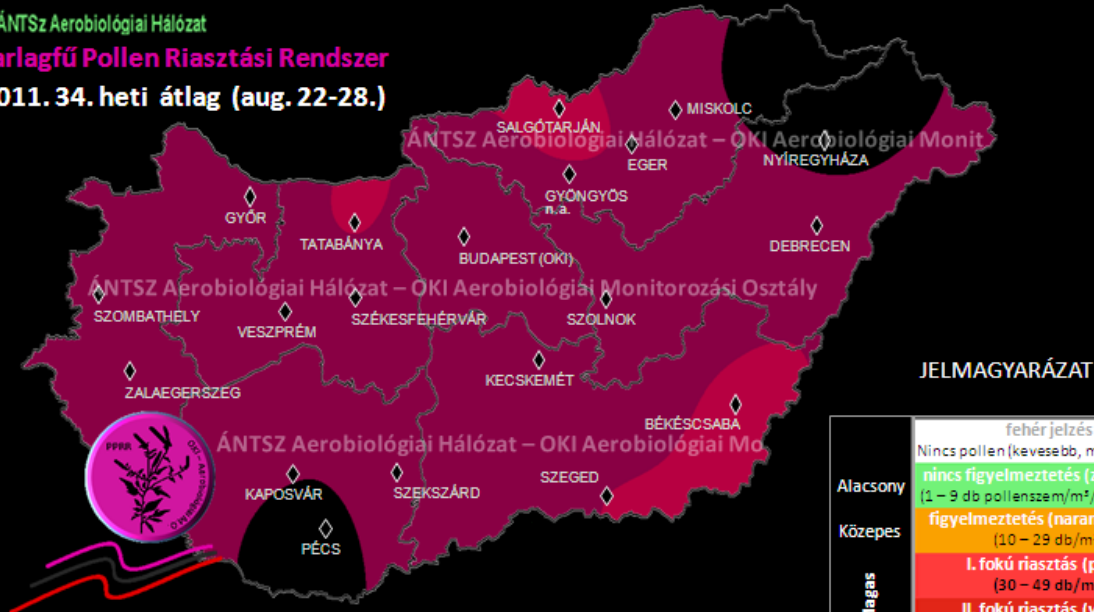 ÁNTSz Aerobiológiai Hálózat
arlagfű Pollen Riasztási Rendszer
011. 34. heti átlag (aug. 22-28.)
MISKOLC
SALGÓTARJÁN
ÁNTSZ Aerobiológiai Hálózat – OKI Aerobiológiai Monit
EGER
NYÍREGYHÁZA
GYÖNGYÖS
n.a.
GYŐR
TATABÁNYA
DEBRECEN
BUDAPEST (OKI)
ÁNTSZ Aerobiológiai Hálózat – OKI Aerobiológiai Monitorozási Osztály
SZOMBATHELY
VESZPRÉM
SZÉKESFEHÉRVÁR
SZOLNOK
KECSKEMÉT
ZALAEGERSZEG
BÉKÉSCSABA
ÁNTSZ Aerobiológiai Hálózat – OKI Aerobiológiai Mo
PPRR
SZEGED
KAPOSVÁR
SZEKSZÁRD
PÉCS
JELMAGYARÁZAT
fehér jelzés
Nincs pollen (kevesebb, m
Alacsony
nincs figyelmeztetés (z
(1 – 9 db pollenszem/m³/
Közepes
figyelmeztetés (naran
(10 – 29 db/m
I. fokú riasztás (p
(30 – 49 db/m
lagas
II. fokú riasztás (v